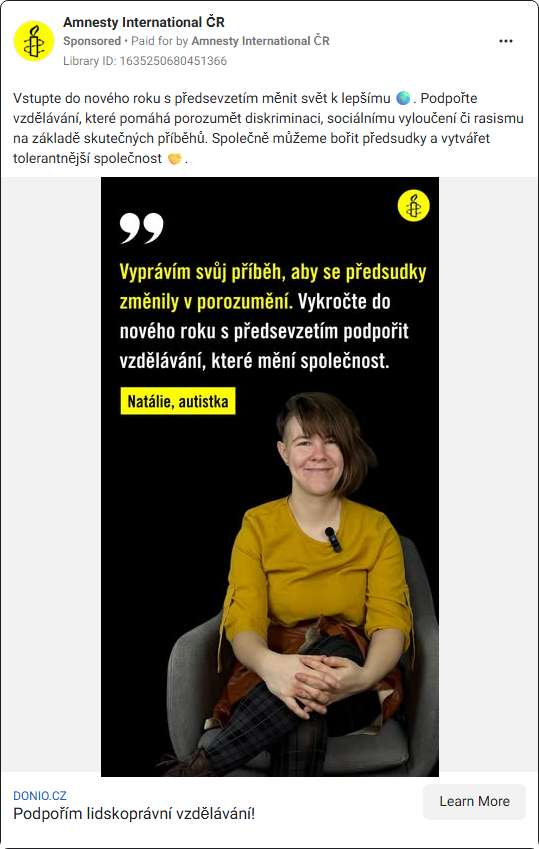 Amnesty International ČR
Sponsored • Paid for by Amnesty International ČR
Library ID: 1635250680451366
Vstupte do nového roku s předsevzetím měnit svět k lepšímu 🌍 . Podpořte
vzdělávání, které pomáhá porozumět diskriminaci, sociálnímu vyloučení či rasismu
na základě skutečných příběhů. Společně můžeme bořit předsudky a vytvářet
tolerantnější společnost 🤝 .
Vyprávím svůj příběh, aby se předsudky
změnily v porozumění. Vykročte do
nového roku s předsevzetím podpořit
vzdělávání, které mění společnost.
Natálie, autistka
DONIO.CZ
Podpořím lidskoprávní vzdělávání!
Learn More